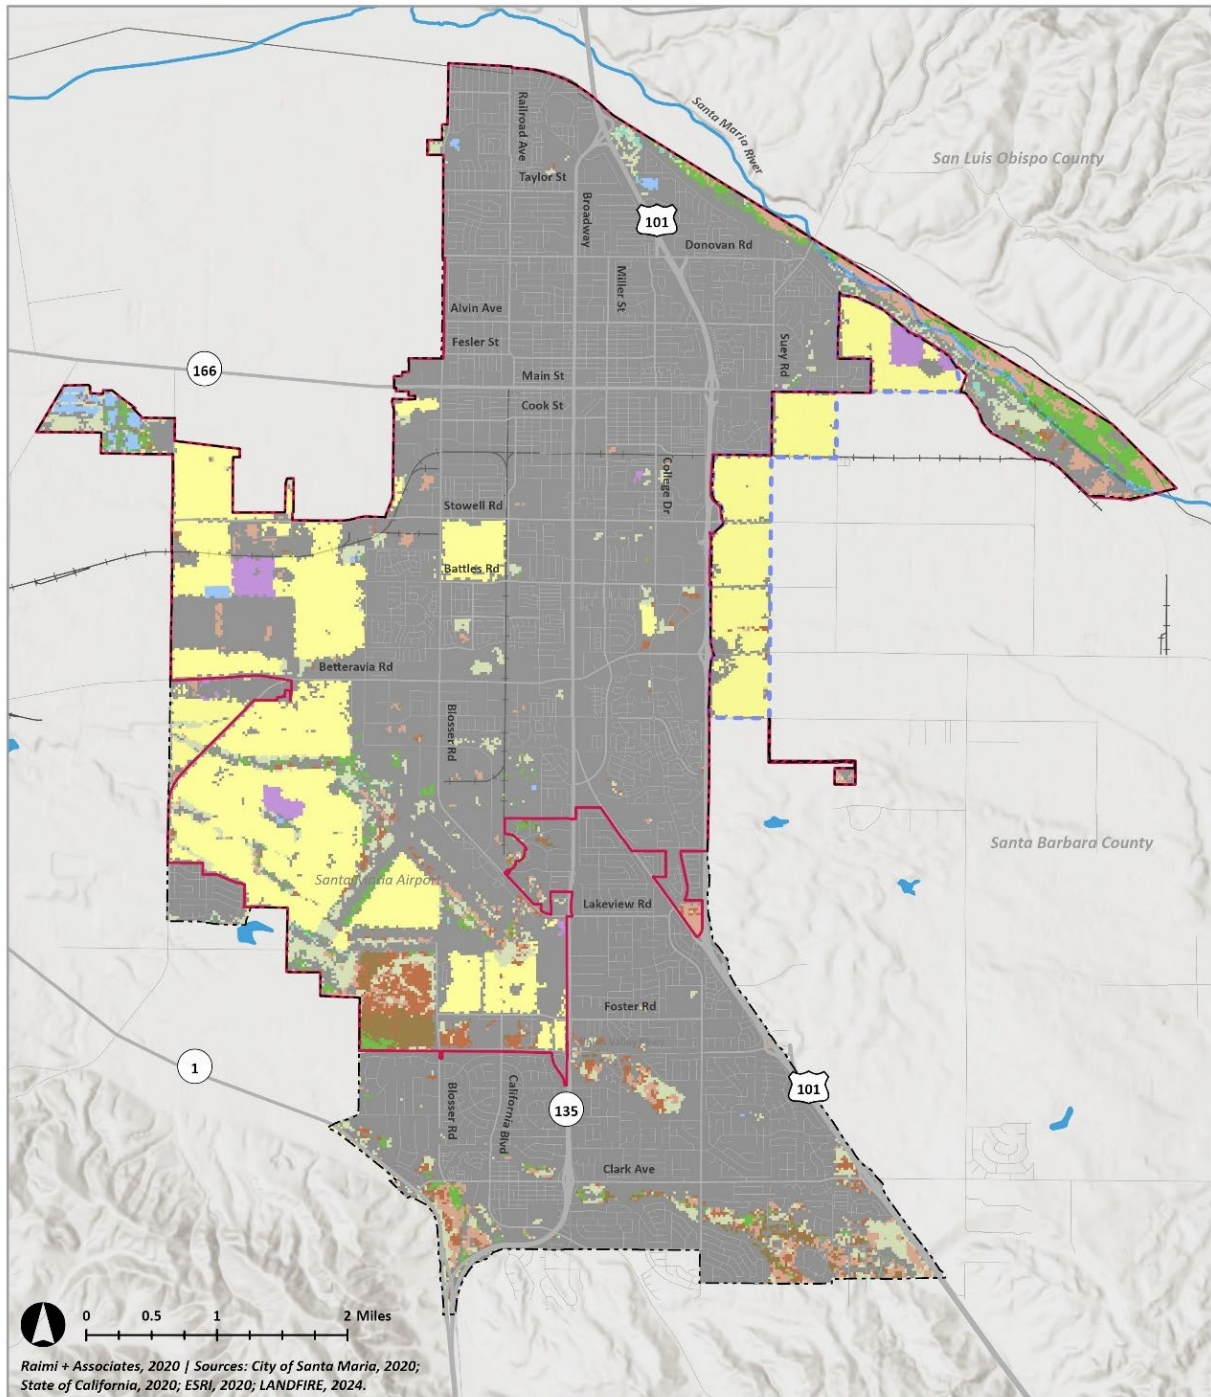 Santa Maria River
San Luis Obispo County
Railroad Ave
Taylor St
Broadway
101
Donovan Rd
Miller St
Alvin Ave
Suey Rd
Fesler St
166
Main St
Cook St
College Dr
Stowell Rd
Battles Rd
Betteravia Rd
Blosser Rd
Santa Barbara County
Santa Maria Airport
Lakeview Rd
Foster Rd
1
Blosser Rd
California Blvd
135
101
Clark Ave
0 0.5 1 2 Miles
Raimi + Associates, 2020 | Sources: City of Santa Maria, 2020;
State of California, 2020; ESRI, 2020; LANDFIRE, 2024.